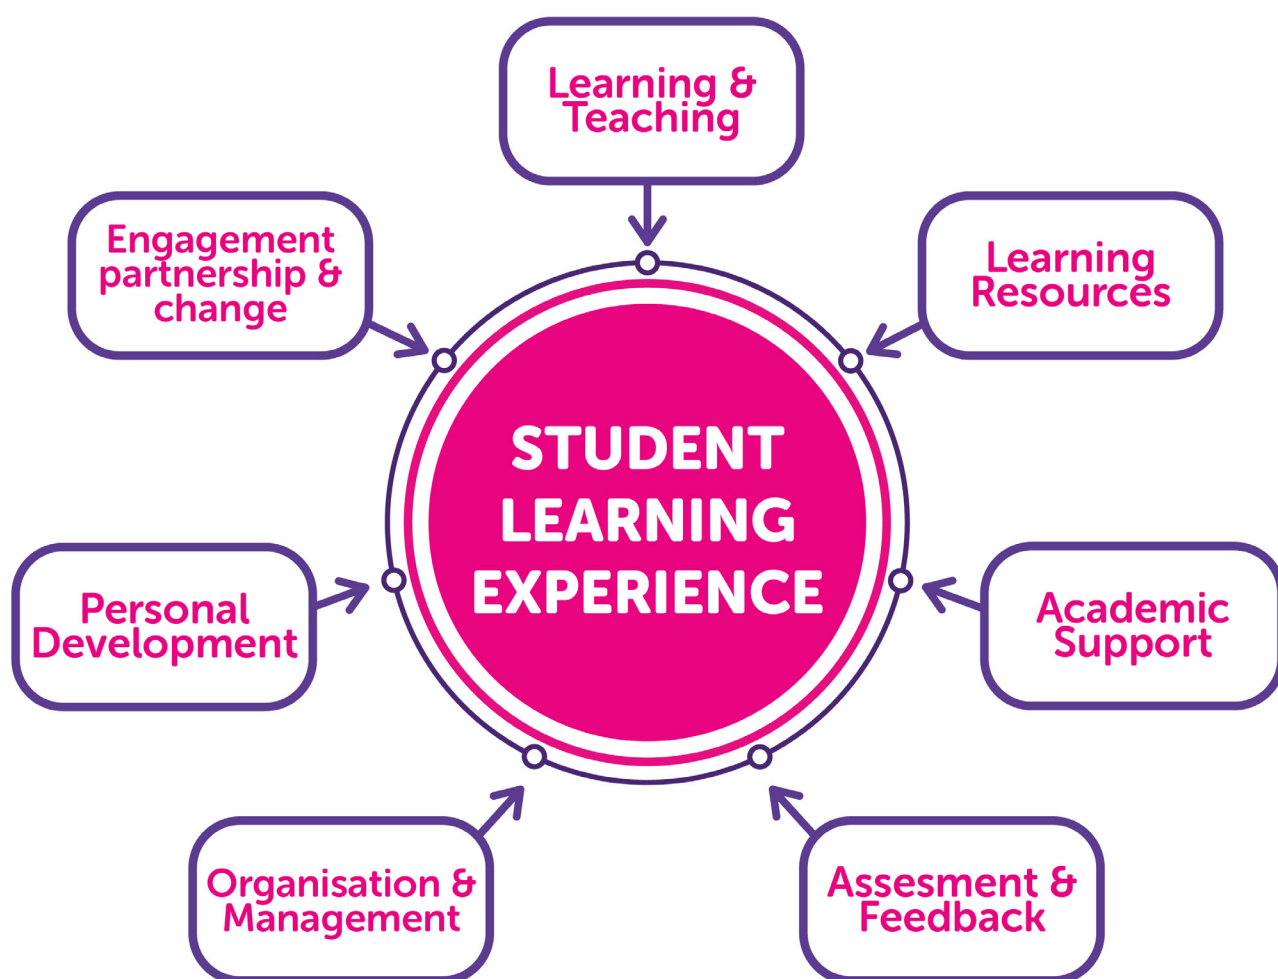 Learning &
Teaching
Engagement
partnership &
change
Learning
Resources
STUDENT
LEARNING
EXPERIENCE
Personal
Development
Academic
Support
Organisation &
Management
Assesment &
Feedback